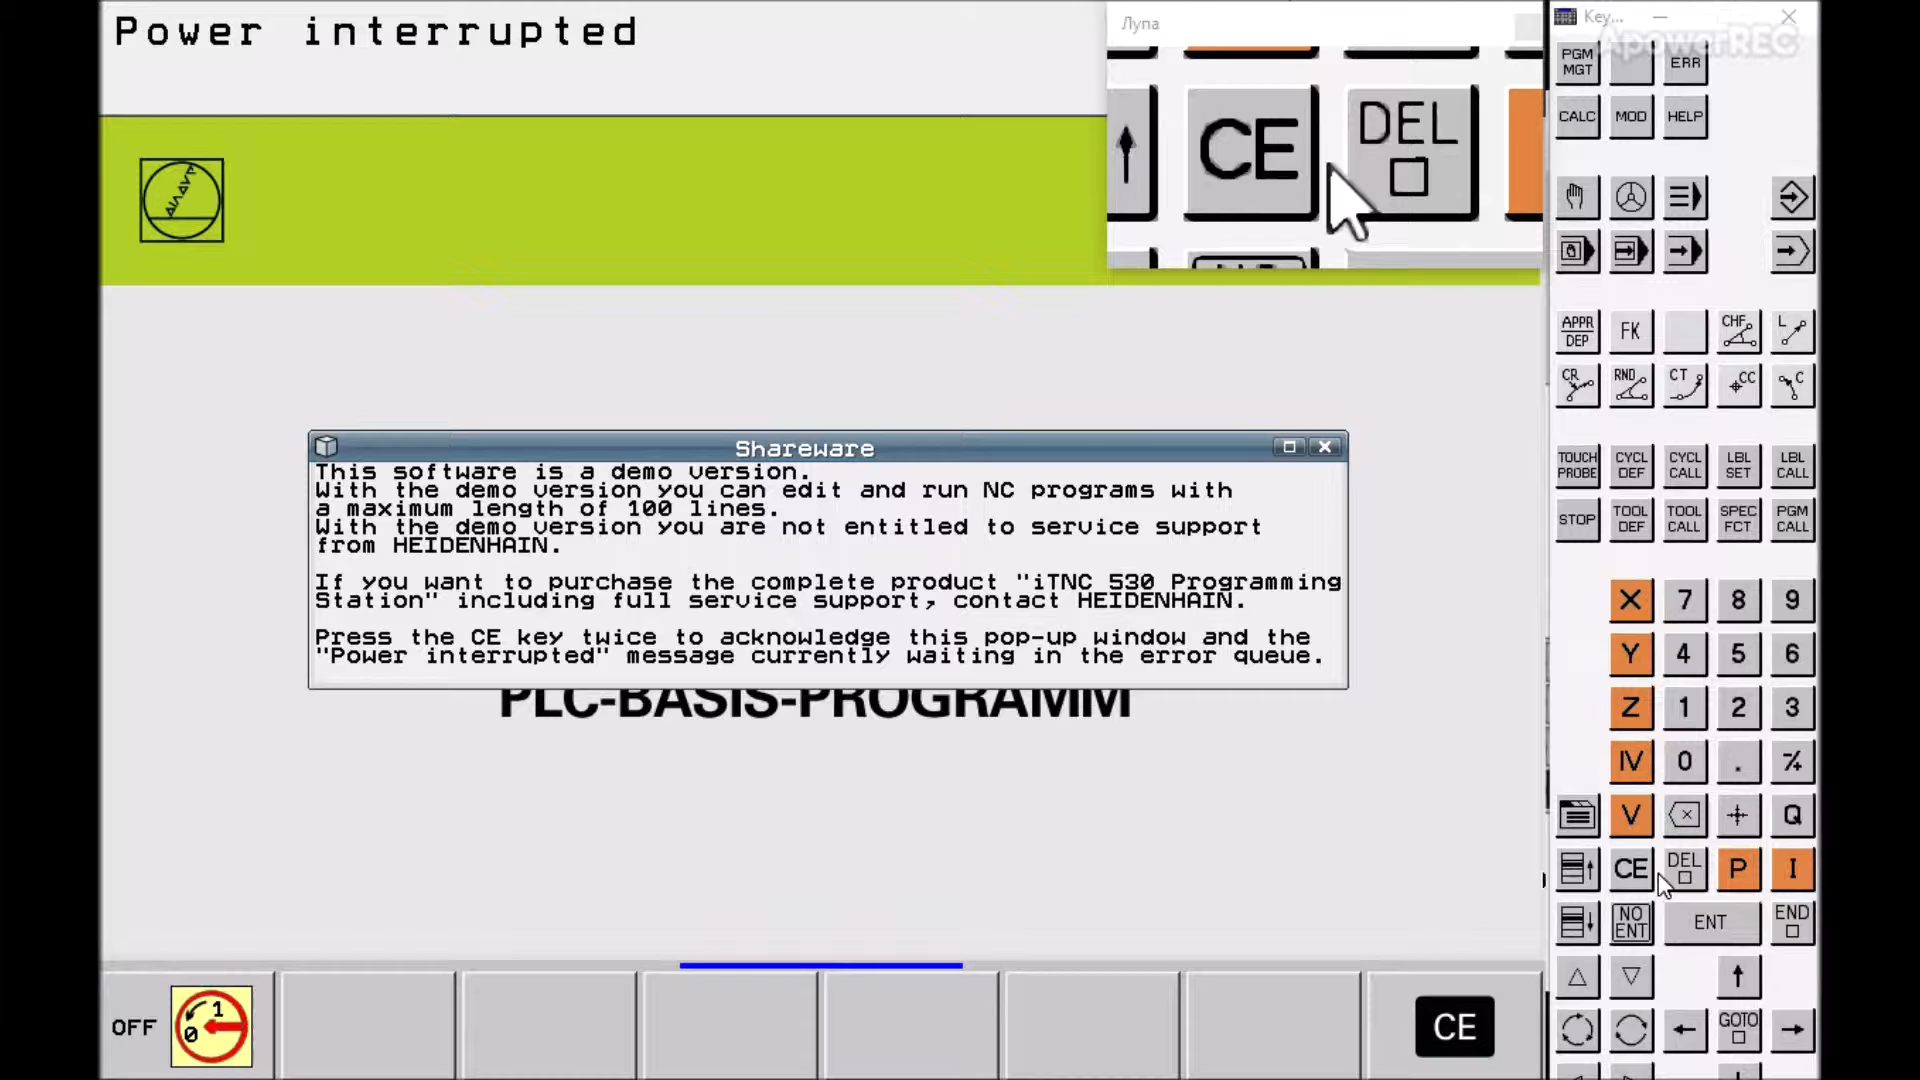 Power interrupted
Лупа
CE
DEL
Key...
ApowerREC
PGM
MGT
ERR
CALC
MOD
HELP
APPR
DEP
FK
CHF
L
CR
RND
CT
CC
C
TOUCH
PROBE
CYCL
DEF
CYCL
CALL
LBL
SET
LBL
CALL
STOP
TOOL
DEF
TOOL
CALL
SPEC
FCT
PGM
CALL
Shareware
This software is a demo version.
With the demo version you can edit and run NC programs with
a maximum length of 100 lines.
With the demo version you are not entitled to service support
from HEIDENHAIN.
If you want to purchase the complete product "iTNC 530 Programming
Station" including full service support, contact HEIDENHAIN.
Press the CE key twice to acknowledge this pop-up window and the
"Power interrupted" message currently waiting in the error queue.
PLC-BASIS-PROGRAMM
X
7
8
9
Y
4
5
6
Z
1
2
3
IV
0
.
V
Q
CE
DEL
P
I
NO
ENT
ENT
END
GOTO
OFF
1
0
CE